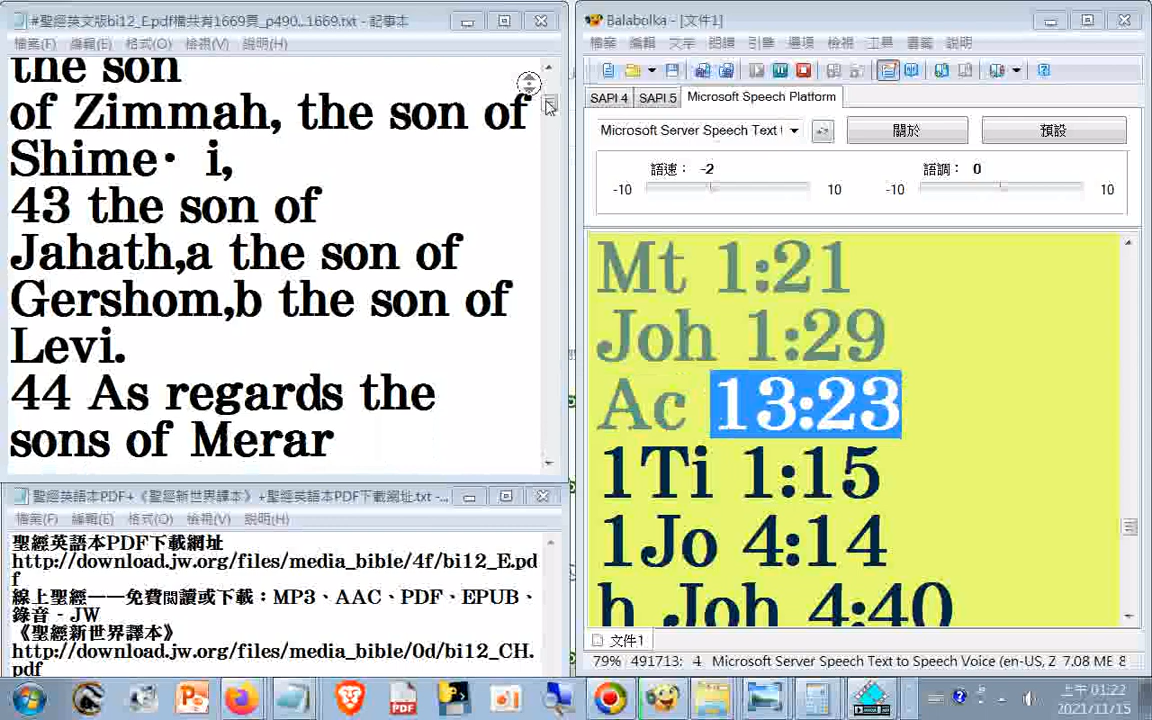 #聖經英文版bi12_E.pdf檔共有1669頁_p490...1669.txt - 記事本
檔案(F) 編輯(E) 格式(O) 檢視(V) 說明(H)
the son
of Zimmah, the son of
Shime· i,
43 the son of
Jahath,a the son of
Gershom,b the son of
Levi.
44 As regards the
sons of Merar
聖經英語本PDF+《聖經新世界譯本》+聖經英語本PDF下載網址.txt - ...
檔案(F) 編輯(E) 格式(O) 檢視(V) 說明(H)
聖經英語本PDF下載網址
http://download.jw.org/files/media_bible/4f/bi12_E.pd
f
線上聖經——免費閱讀或下載：MP3、AAC、PDF、EPUB、
錄音 - JW
《聖經新世界譯本》
http://download.jw.org/files/media_bible/0d/bi12_CH.
pdf
Balabolka - [文件1]
檔案 編輯 文字 朗讀 引擎 選項 檢視 工具 書籤 說明
SAPI 4 SAPI 5 Microsoft Speech Platform
Microsoft Server Speech Text 關於 預設
語速： -2 語調： 0
-10 10 -10 10
Mt 1:21
Joh 1:29
Ac 13:23
1Ti 1:15
1Jo 4:14
h Joh 4:40
文件1
79% 491713: 4 Microsoft Server Speech Text to Speech Voice (en-US, Z 7.08 MB 8
PDF
上午 01:22
2021/11/15